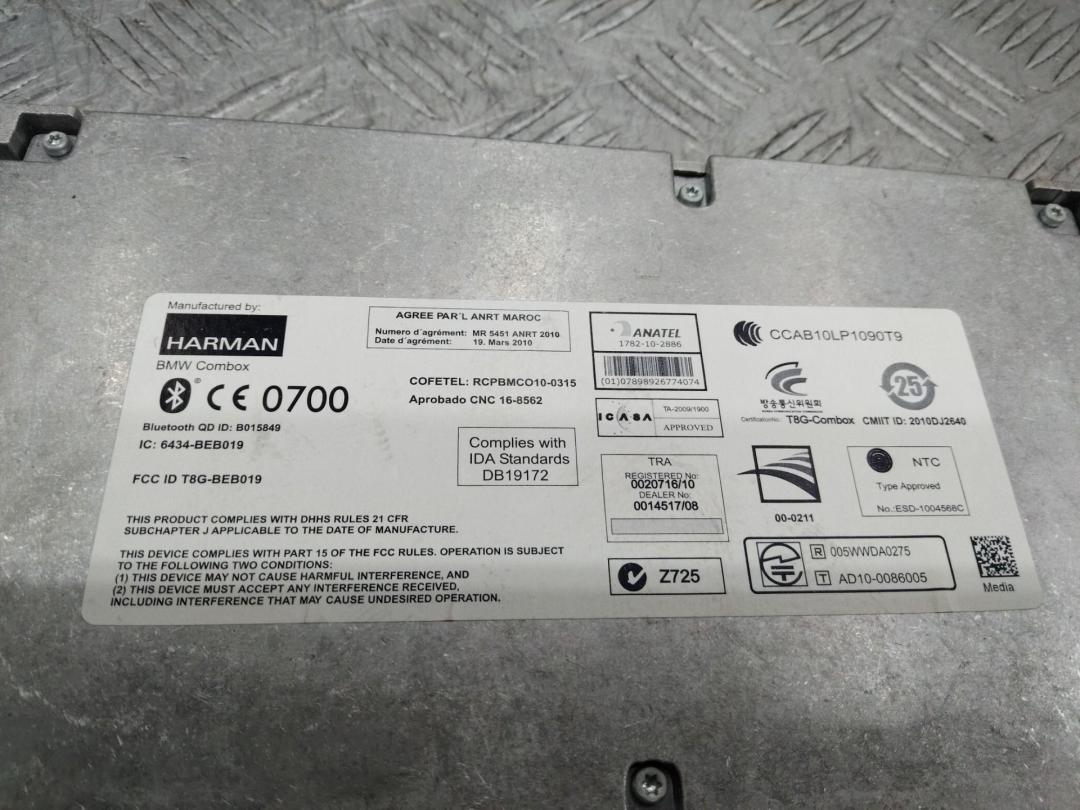 Manufactured by:
HARMAN
BMW Combox
CE 0700
Bluetooth QD ID: B015849
IC: 6434-BEB019
FCC ID T8G-BEB019
THIS PRODUCT COMPLIES WITH DHHS RULES 21 CFR
SUBCHAPTER J APPLICABLE TO THE DATE OF MANUFACTURE.
THIS DEVICE COMPLIES WITH PART 15 OF THE FCC RULES. OPERATION IS SUBJECT
TO THE FOLLOWING TWO CONDITIONS:
(1) THIS DEVICE MAY NOT CAUSE HARMFUL INTERFERENCE, AND
(2) THIS DEVICE MUST ACCEPT ANY INTERFERENCE RECEIVED,
INCLUDING INTERFERENCE THAT MAY CAUSE UNDESIRED OPERATION.
AGREE PAR´L ANRT MAROC
Numero d´agrément: MR 5451 ANRT 2010
Date d´agrément: 19. Mars 2010
COFETEL: RCPBMCO10-0315
Aprobado CNC 16-8562
Complies with
IDA Standards
DB19172
ANATEL
1782-10-2886
(01)07898926774074
ICASA
TA-2009/1900
APPROVED
TRA
REGISTERED No:
0020716/10
DEALER No:
0014517/08
Z725
CCAB10LP1090T9
방송통신위원회
KOREA COMMUNICATIONS COMMISSION
Certification No.: T8G-Combox
25
CMIIT ID: 2010DJ2640
00-0211
NTC
Type Approved
No.:ESD-1004568C
R 005WWDA0275
T AD10-0086005
Media